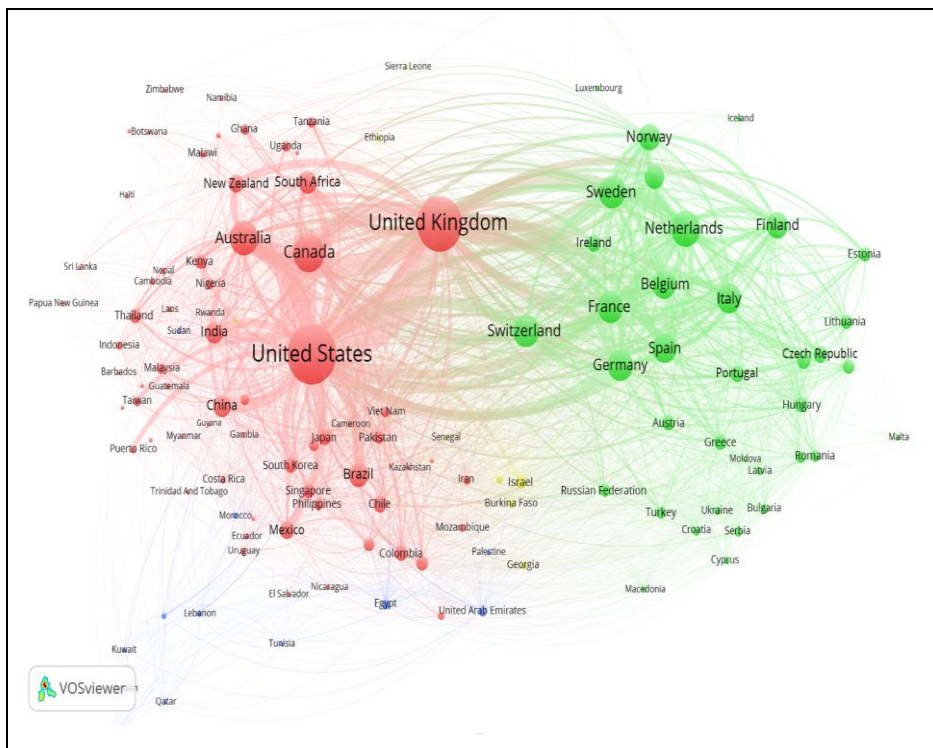 Sierra Leone
Zimbabwe
Luxembourg
Namibia
Iceland
Botswana
Ghana
Tanzania
Ethiopia
Norway
Malawi
Uganda
New Zealand
South Africa
Sweden
Haiti
United Kingdom
Netherlands
Finland
Australia
Canada
Ireland
Estonia
Sri Lanka
Kenya
Nepal
Cambodia
Nigeria
Belgium
Papua New Guinea
Laos
Rwanda
France
Italy
Thailand
Sudan
India
Switzerland
Lithuania
Indonesia
United States
Spain
Czech Republic
Barbados
Malaysia
Germany
Portugal
Guatemala
Taiwan
China
Viet Nam
Hungary
Guyana
Cameroon
Austria
Myanmar
Gambia
Japan
Pakistan
Senegal
Greece
Malta
Puerto Rico
Moldova
Romania
South Korea
Kazakhstan
Latvia
Costa Rica
Brazil
Iran
Israel
Trinidad And Tobago
Singapore
Russian Federation
Philippines
Chile
Burkina Faso
Morocco
Turkey
Ukraine
Bulgaria
Mexico
Mozambique
Croatia
Serbia
Ecuador
Uruguay
Colombia
Palestine
Georgia
Cyprus
El Salvador
Nicaragua
Macedonia
Lebanon
Egypt
United Arab Emirates
Kuwait
Tunisia
VOSviewer
Qatar